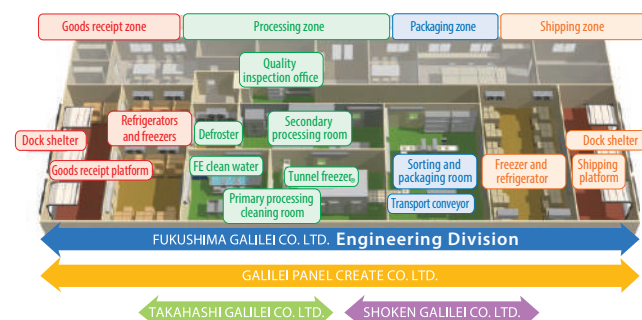 Goods receipt zone
Processing zone
Packaging zone
Shipping zone
Quality
inspection office
Refrigerators
and freezers
Defroster
Secondary
processing room
Dock shelter
Dock shelter
Goods receipt platform
FE clean water
Tunnel freezer
Sorting and
packaging room
Freezer and
refrigerator
Shipping
platform
Primary processing
cleaning room
Transport conveyor
FUKUSHIMA GALILEI CO. LTD. Engineering Division
GALILEI PANEL CREATE CO. LTD.
TAKAHASHI GALILEI CO. LTD.
SHOKEN GALILEI CO. LTD.